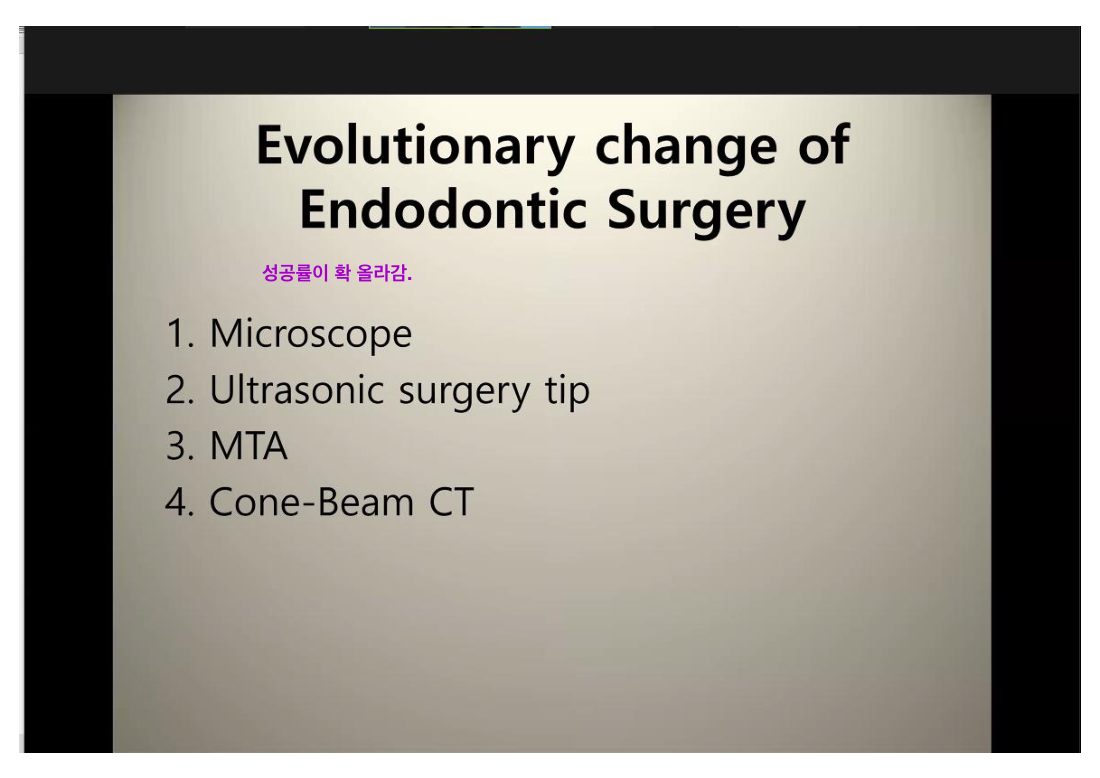 Evolutionary change of
Endodontic Surgery
성공률이 확 올라감.
1. Microscope
2. Ultrasonic surgery tip
3. MTA
4. Cone-Beam CT